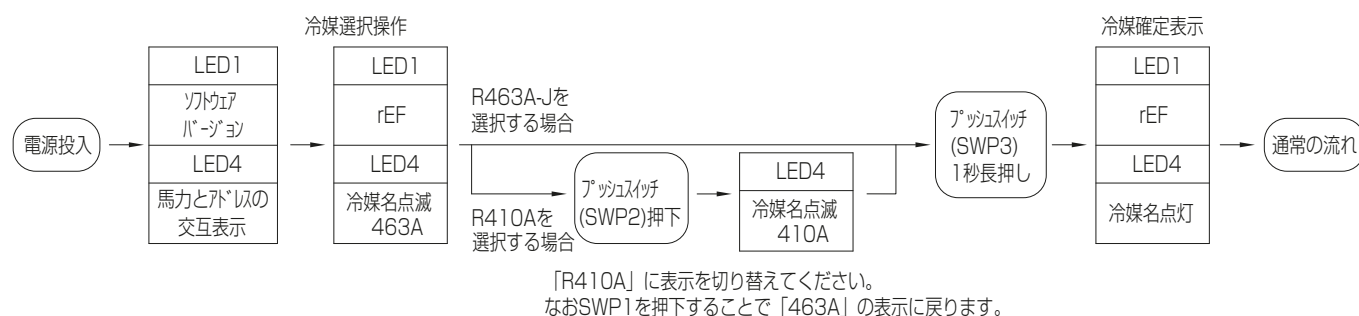 冷媒選択操作
冷媒確定表示
電源投入
LED1
ソフトウェア
バージョン
LED4
馬力とアドレスの
交互表示
LED1
rEF
LED4
冷媒名点滅
463A
R463A-Jを
選択する場合
R410Aを
選択する場合
プッシュスイッチ
(SWP2)押下
LED4
冷媒名点滅
410A
プッシュスイッチ
(SWP3)
1秒長押し
LED1
rEF
LED4
冷媒名点灯
通常の流れ
「R410A」に表示を切り替えてください。
なおSWP1を押下することで「463A」の表示に戻ります。